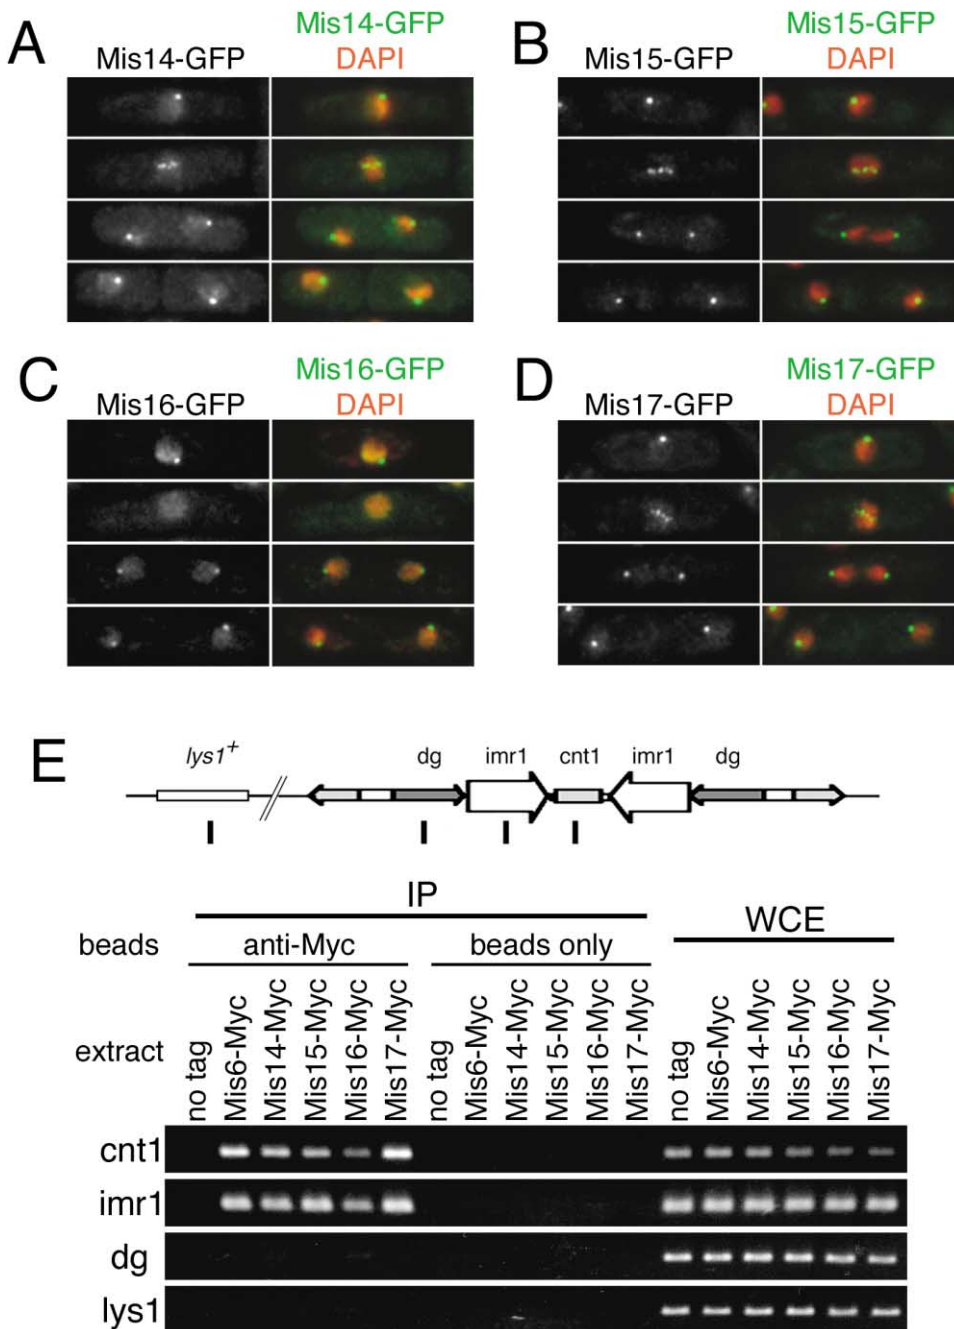 A
Mis14-GFP
Mis14-GFP
DAPI
B
Mis15-GFP
Mis15-GFP
DAPI
C
Mis16-GFP
Mis16-GFP
DAPI
D
Mis17-GFP
Mis17-GFP
DAPI
E
lys1+
dg
imr1
cnt1
imr1
dg
IP
WCE
beads
anti-Myc
beads only
extract
no tag
Mis6-Myc
Mis14-Myc
Mis15-Myc
Mis16-Myc
Mis17-Myc
no tag
Mis6-Myc
Mis14-Myc
Mis15-Myc
Mis16-Myc
Mis17-Myc
no tag
Mis6-Myc
Mis14-Myc
Mis15-Myc
Mis16-Myc
Mis17-Myc
cnt1
imr1
dg
lys1